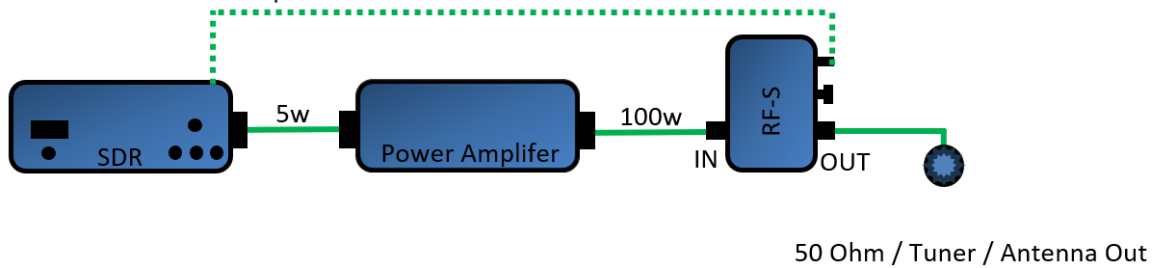 5w
100w
SDR
Power Amplifer
RF-S
IN
OUT
50 Ohm / Tuner / Antenna Out